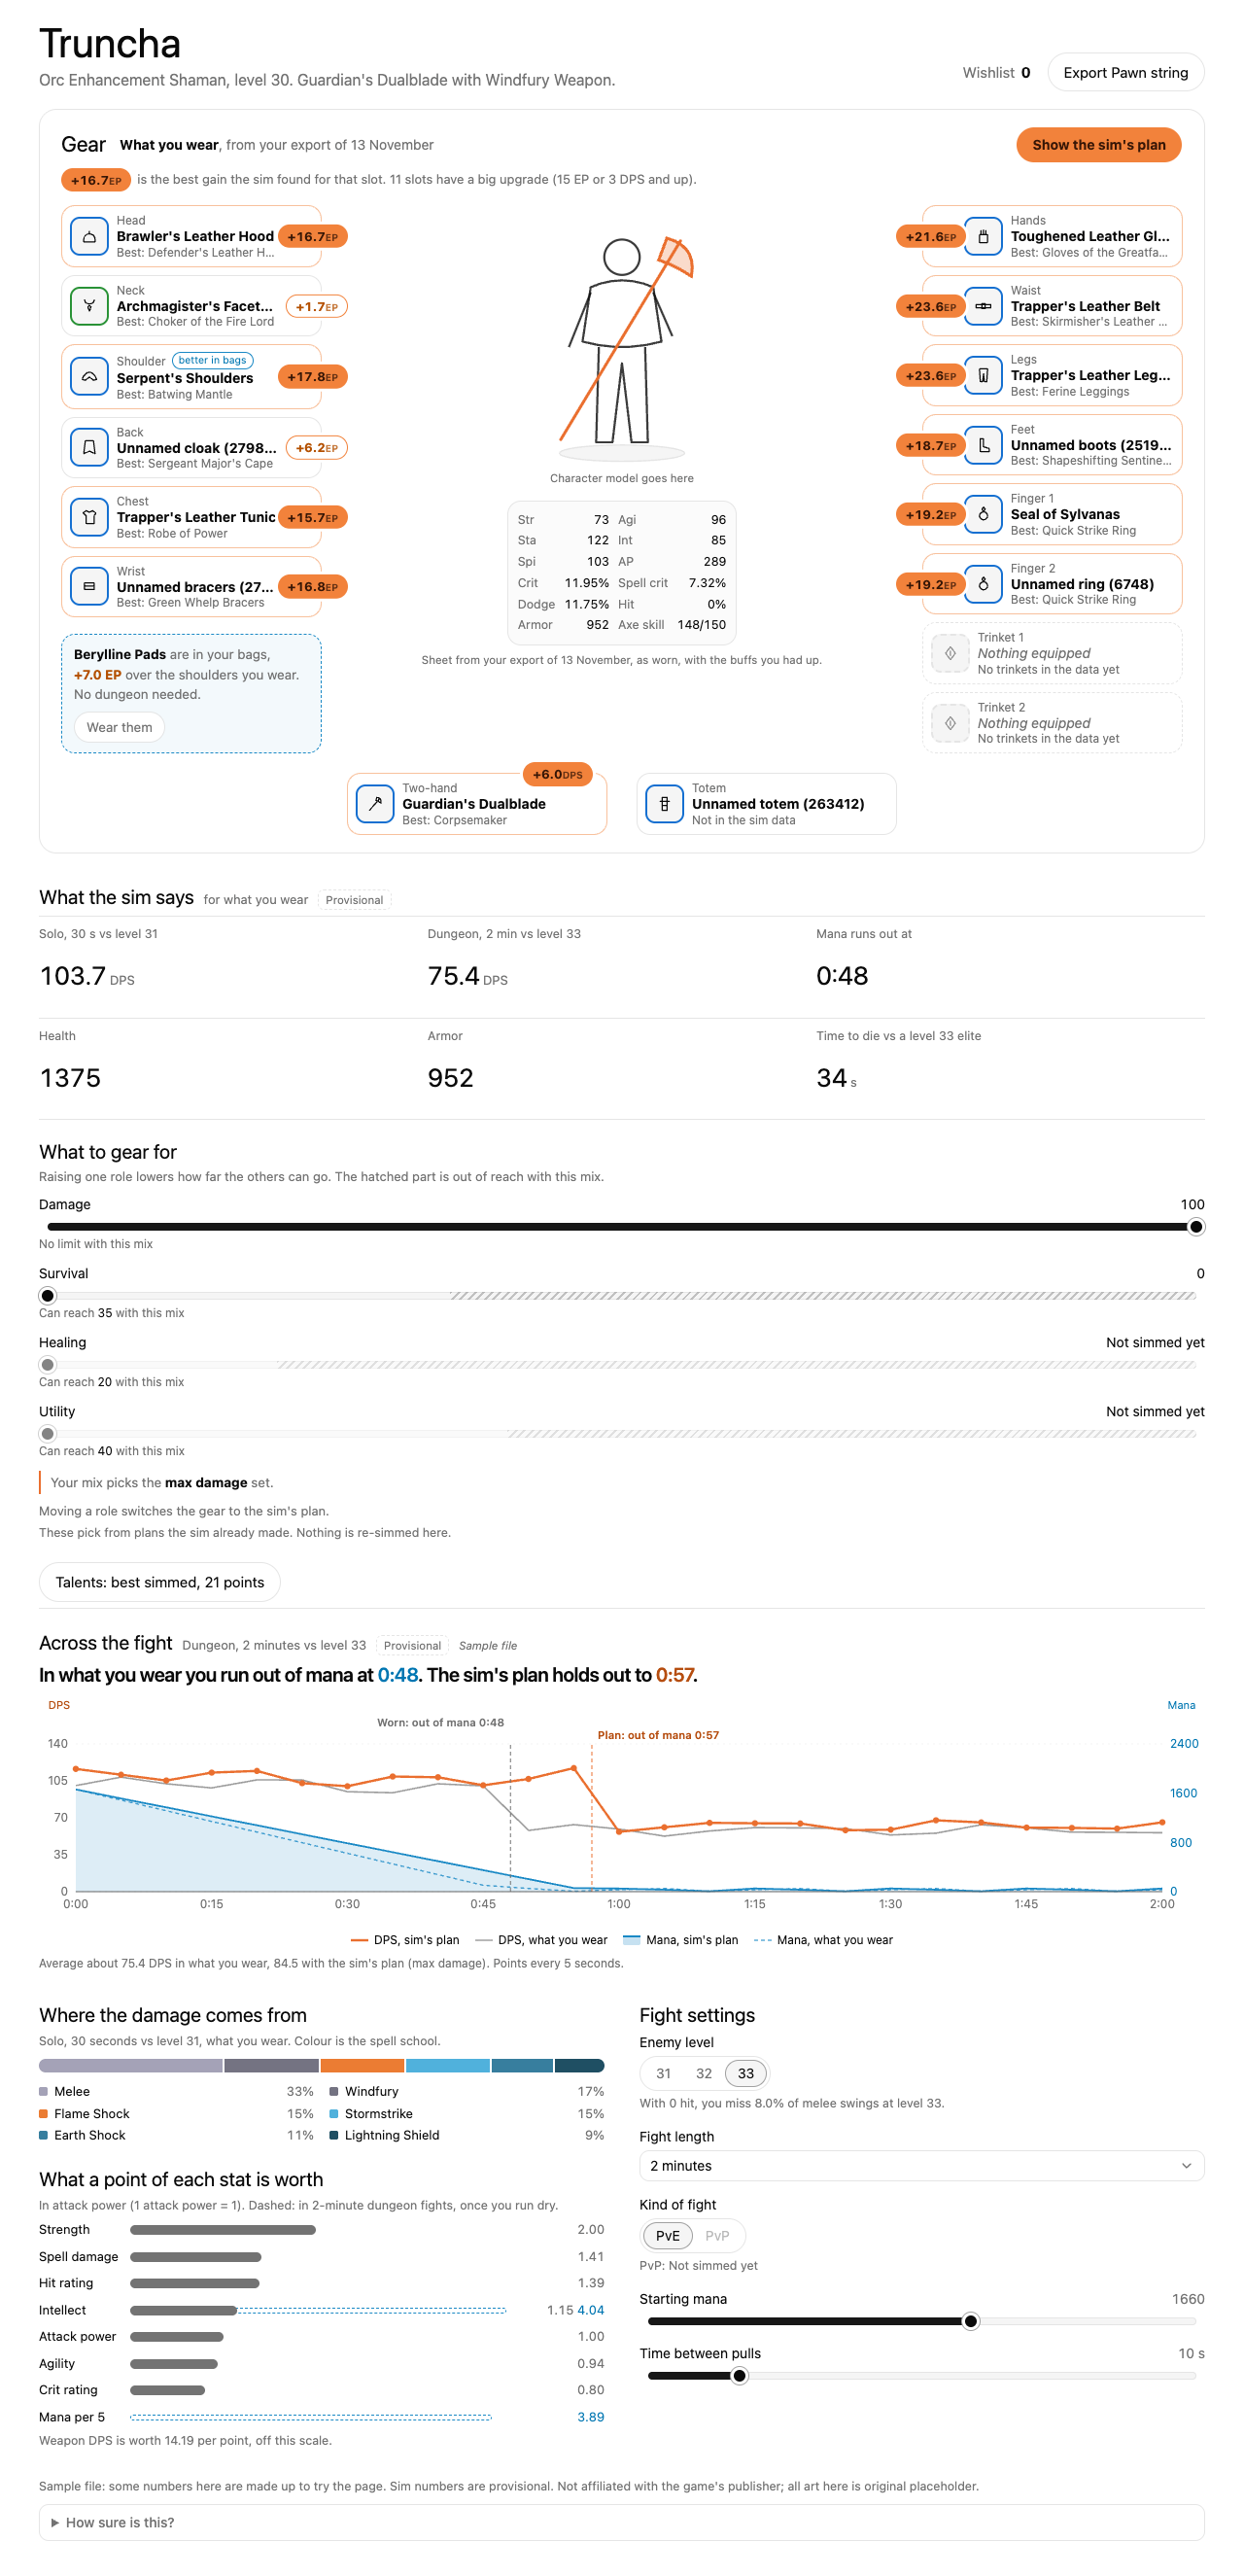 Truncha
Orc Enhancement Shaman, level 30. Guardian's Dualblade with Windfury Weapon.
Wishlist 0
Export Pawn string
Gear What you wear, from your export of 13 November
Show the sim's plan
+16.7EP is the best gain the sim found for that slot. 11 slots have a big upgrade (15 EP or 3 DPS and up).
Head
Brawler's Leather Hood
Best: Defender's Leather H...
+16.7EP
Neck
Archmagister's Facet...
Best: Choker of the Fire Lord
+1.7EP
Shoulder better in bags
Serpent's Shoulders
Best: Batwing Mantle
+17.8EP
Back
Unnamed cloak (2798...
Best: Sergeant Major's Cape
+6.2EP
Chest
Trapper's Leather Tunic
Best: Robe of Power
+15.7EP
Wrist
Unnamed bracers (27...
Best: Green Whelp Bracers
+16.8EP
Berylline Pads are in your bags,
+7.0 EP over the shoulders you wear.
No dungeon needed.
Wear them
Character model goes here
Str 73 Agi 96
Sta 122 Int 85
Spi 103 AP 289
Crit 11.95% Spell crit 7.32%
Dodge 11.75% Hit 0%
Armor 952 Axe skill 148/150
Sheet from your export of 13 November, as worn, with the buffs you had up.
+21.6EP
Hands
Toughened Leather Gl...
Best: Gloves of the Greatfa...
+23.6EP
Waist
Trapper's Leather Belt
Best: Skirmisher's Leather ...
+23.6EP
Legs
Trapper's Leather Leg...
Best: Ferine Leggings
+18.7EP
Feet
Unnamed boots (2519...
Best: Shapeshifting Sentine...
+19.2EP
Finger 1
Seal of Sylvanas
Best: Quick Strike Ring
+19.2EP
Finger 2
Unnamed ring (6748)
Best: Quick Strike Ring
Trinket 1
Nothing equipped
No trinkets in the data yet
Trinket 2
Nothing equipped
No trinkets in the data yet
+6.0DPS
Two-hand
Guardian's Dualblade
Best: Corpsemaker
Totem
Unnamed totem (263412)
Not in the sim data
What the sim says for what you wear Provisional
Solo, 30 s vs level 31
103.7 DPS
Dungeon, 2 min vs level 33
75.4 DPS
Mana runs out at
0:48
Health
1375
Armor
952
Time to die vs a level 33 elite
34 s
What to gear for
Raising one role lowers how far the others can go. The hatched part is out of reach with this mix.
Damage 100
No limit with this mix
Survival 0
Can reach 35 with this mix
Healing Not simmed yet
Can reach 20 with this mix
Utility Not simmed yet
Can reach 40 with this mix
Your mix picks the max damage set.
Moving a role switches the gear to the sim's plan.
These pick from plans the sim already made. Nothing is re-simmed here.
Talents: best simmed, 21 points
Across the fight Dungeon, 2 minutes vs level 33 Provisional Sample file
In what you wear you run out of mana at 0:48. The sim's plan holds out to 0:57.
DPS
Mana
Worn: out of mana 0:48
Plan: out of mana 0:57
140
105
70
35
0
2400
1600
800
0
0:00 0:15 0:30 0:45 1:00 1:15 1:30 1:45 2:00
DPS, sim's plan DPS, what you wear Mana, sim's plan Mana, what you wear
Average about 75.4 DPS in what you wear, 84.5 with the sim's plan (max damage). Points every 5 seconds.
Where the damage comes from
Solo, 30 seconds vs level 31, what you wear. Colour is the spell school.
Melee 33% Windfury 17%
Flame Shock 15% Stormstrike 15%
Earth Shock 11% Lightning Shield 9%
What a point of each stat is worth
In attack power (1 attack power = 1). Dashed: in 2-minute dungeon fights, once you run dry.
Strength 2.00
Spell damage 1.41
Hit rating 1.39
Intellect 1.15 4.04
Attack power 1.00
Agility 0.94
Crit rating 0.80
Mana per 5 3.89
Weapon DPS is worth 14.19 per point, off this scale.
Fight settings
Enemy level
31 32 33
With 0 hit, you miss 8.0% of melee swings at level 33.
Fight length
2 minutes
Kind of fight
PvE PvP
PvP: Not simmed yet
Starting mana 1660
Time between pulls 10 s
Sample file: some numbers here are made up to try the page. Sim numbers are provisional. Not affiliated with the game's publisher; all art here is original placeholder.
How sure is this?